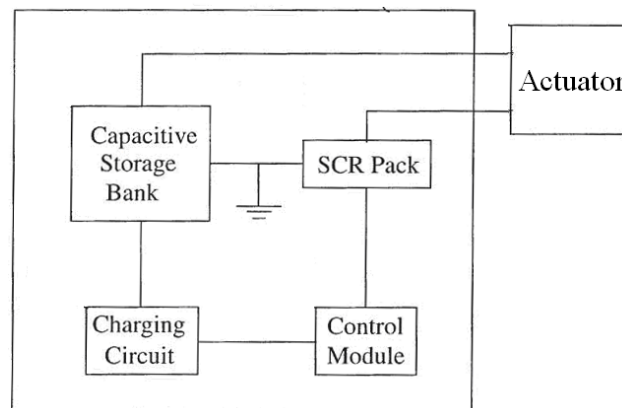 Actuator
Capacitive
Storage
Bank
SCR Pack
Charging
Circuit
Control
Module